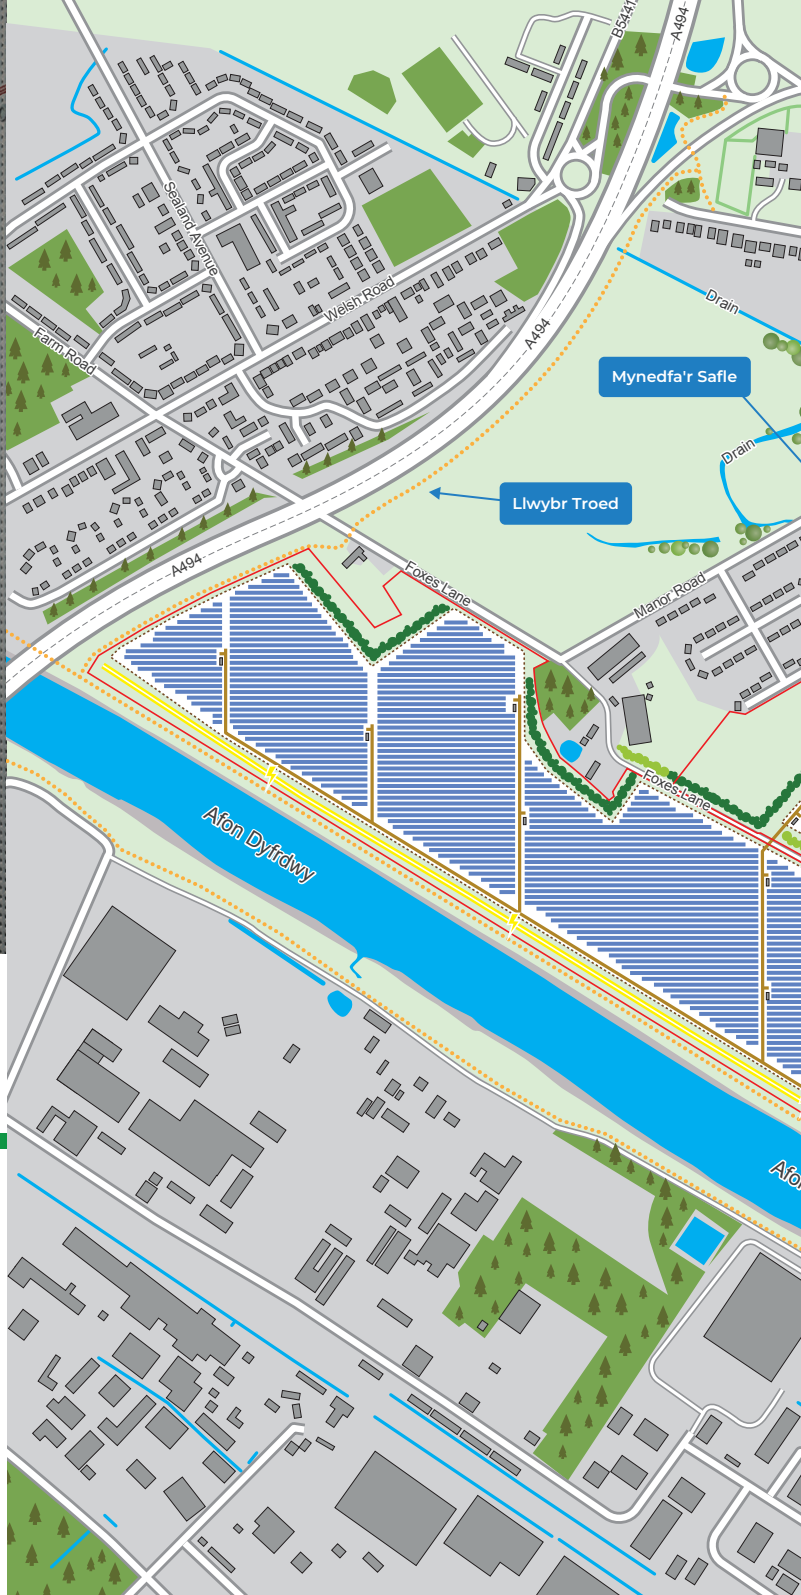 B5441
A494
Sealand Avenue
Welsh Road
Drain
A494
Farm Road
Mynedfa'r Safle
Drain
Llwybr Troed
A494
Foxes Lane
Manor Road
Foxes Lane
Afon Dyfrdwy
Afo